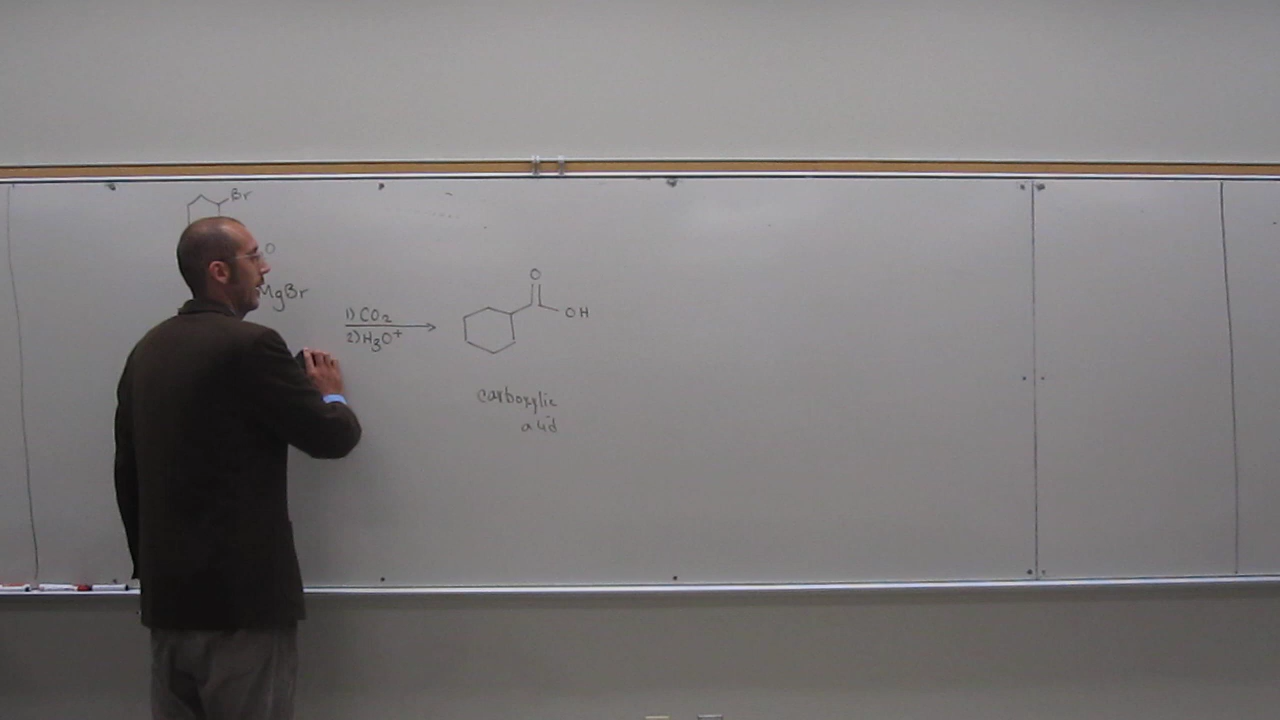 Br
O
MgBr
1) CO2
2) H3O+
O
OH
carboxylic
acid